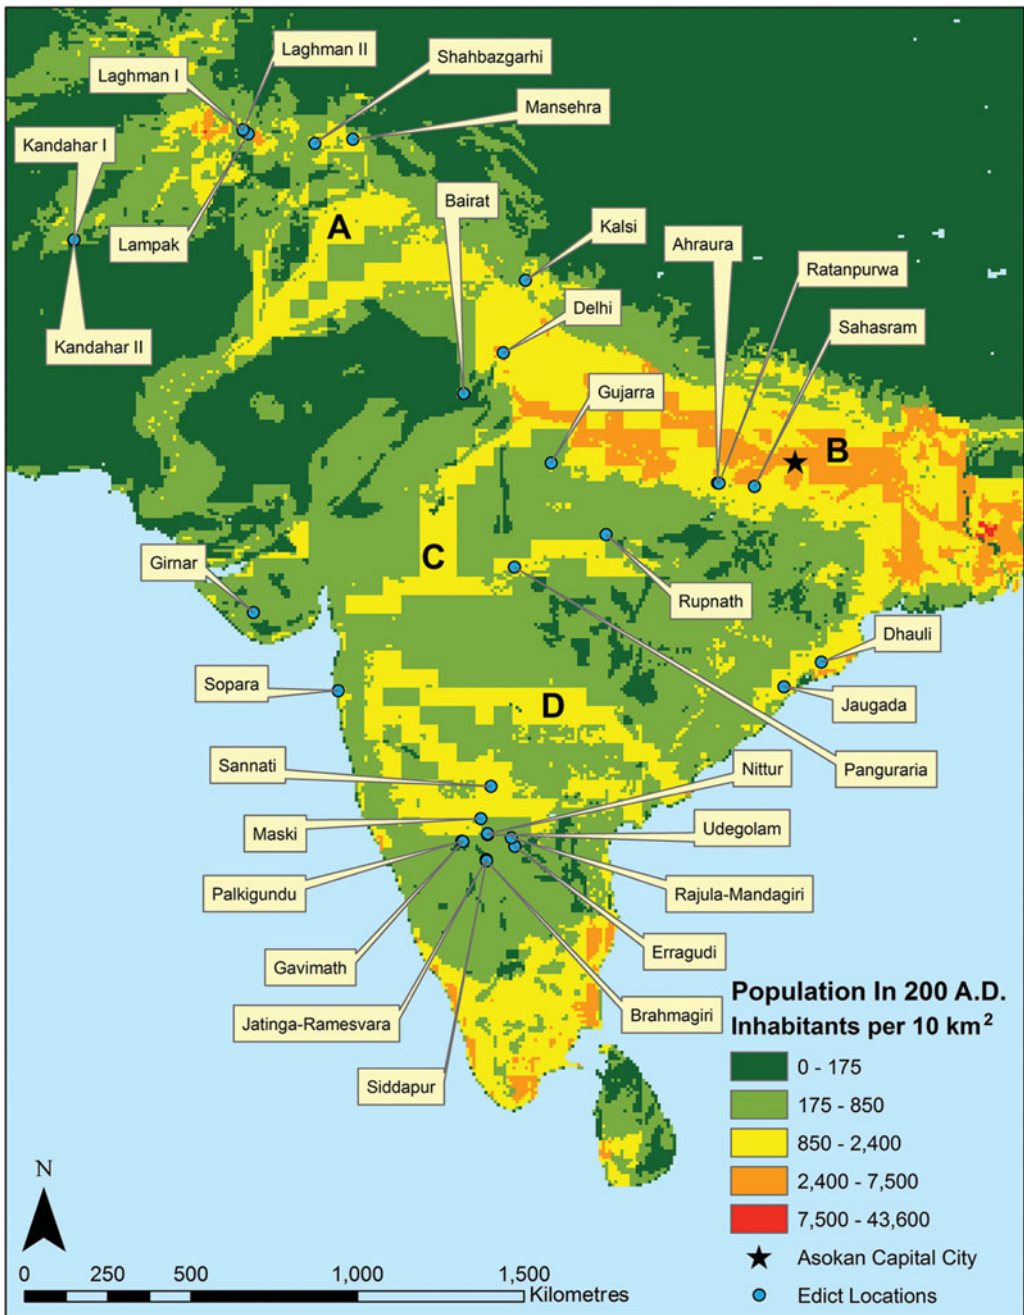 Laghman II
Shahbazgarhi
Laghman I
Mansehra
Kandahar I
Bairat
A
Kalsi
Lampak
Ahraura
Ratanpurwa
Delhi
Sahasram
Kandahar II
Gujarra
B
C
Girnar
Rupnath
Dhauli
Sopara
Jaugada
D
Nittur
Panguraria
Sannati
Maski
Udegolam
Palkigundu
Rajula-Mandagiri
Gavimath
Erragudi
Jatinga-Ramesvara
Brahmagiri
Siddapur
Population In 200 A.D.
Inhabitants per 10 km²
0 - 175
175 - 850
850 - 2,400
2,400 - 7,500
7,500 - 43,600
Asokan Capital City
Edict Locations
N
0 250 500 1,000 1,500
Kilometres